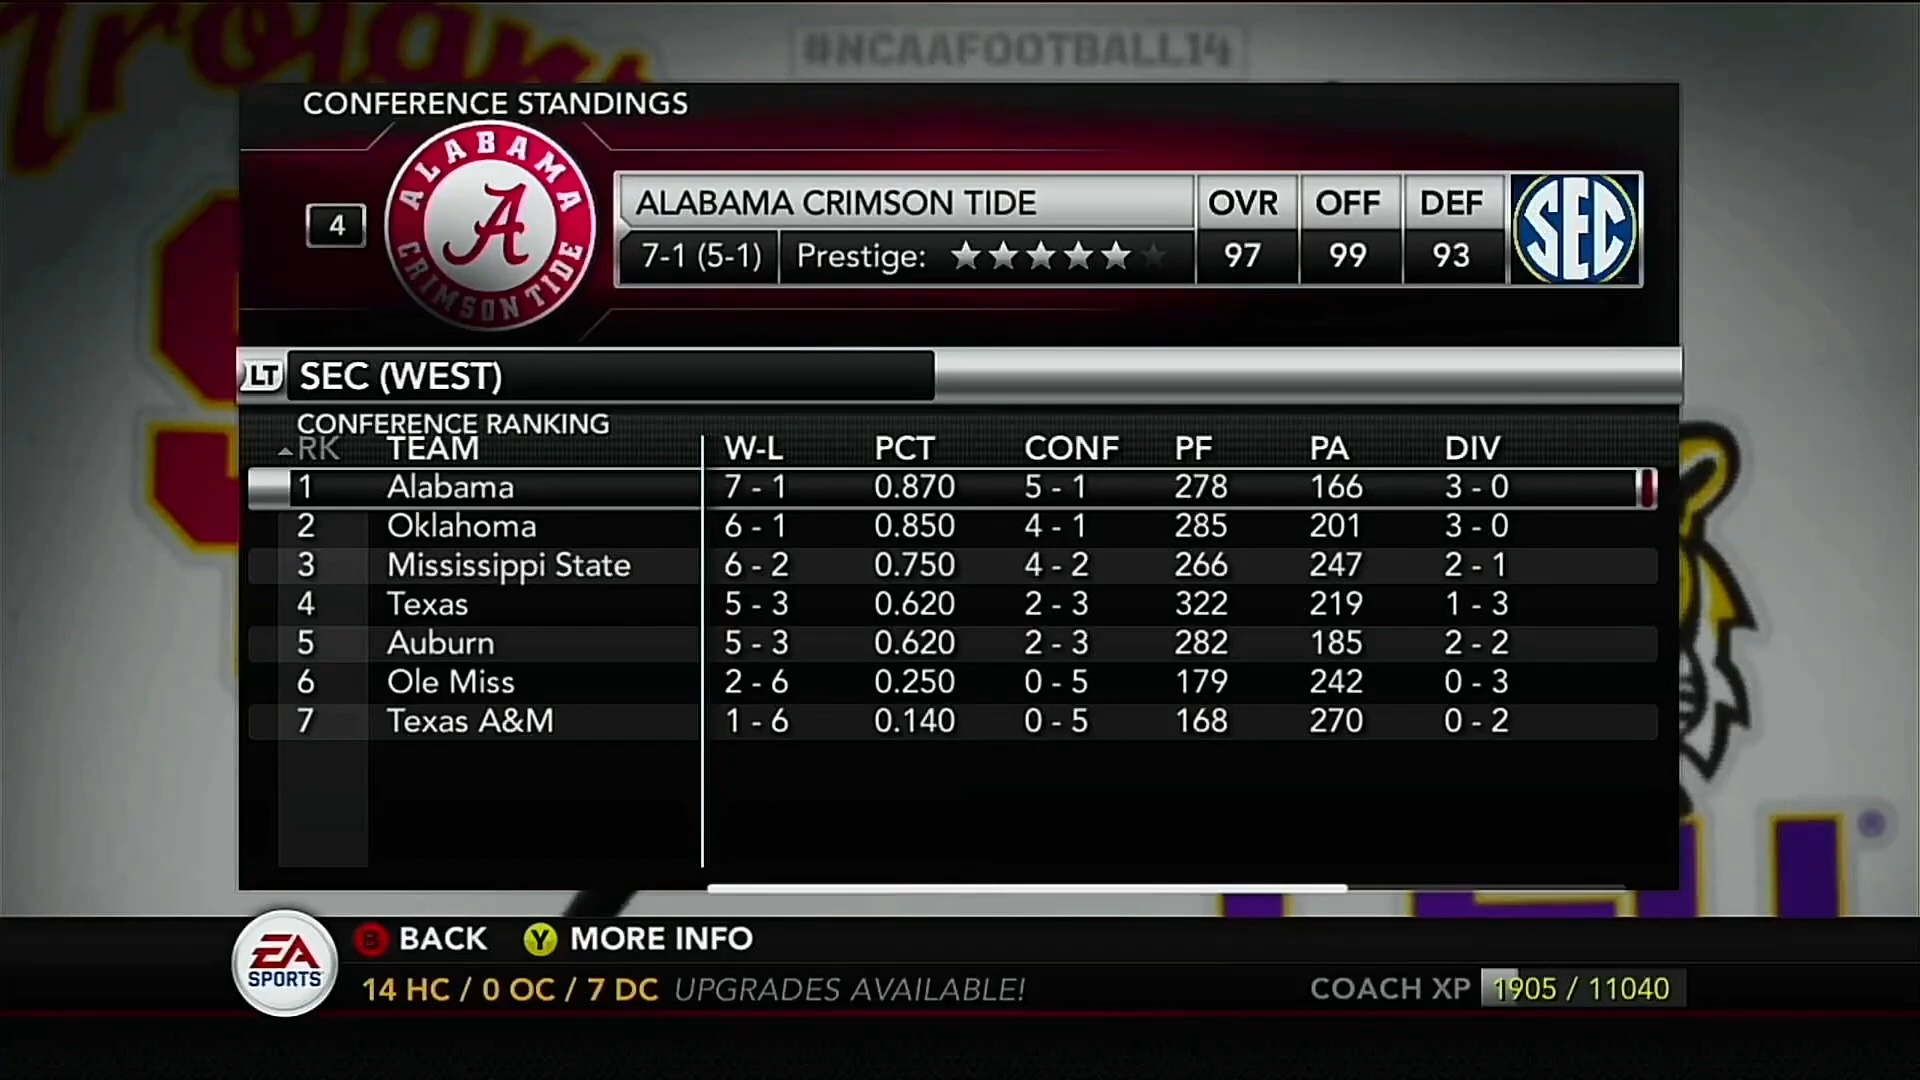 Trojans
#NCAAFOOTBALL14
CONFERENCE STANDINGS
4
ALABAMA CRIMSON TIDE
A
ALABAMA CRIMSON TIDE OVR OFF DEF
7-1 (5-1) Prestige: 97 99 93
SEC
LT SEC (WEST)
CONFERENCE RANKING
RK TEAM W-L PCT CONF PF PA DIV
1 Alabama 7 - 1 0.870 5 - 1 278 166 3 - 0
2 Oklahoma 6 - 1 0.850 4 - 1 285 201 3 - 0
3 Mississippi State 6 - 2 0.750 4 - 2 266 247 2 - 1
4 Texas 5 - 3 0.620 2 - 3 322 219 1 - 3
5 Auburn 5 - 3 0.620 2 - 3 282 185 2 - 2
6 Ole Miss 2 - 6 0.250 0 - 5 179 242 0 - 3
7 Texas A&M 1 - 6 0.140 0 - 5 168 270 0 - 2
EA SPORTS
B BACK Y MORE INFO
14 HC / 0 OC / 7 DC UPGRADES AVAILABLE! COACH XP 1905 / 11040